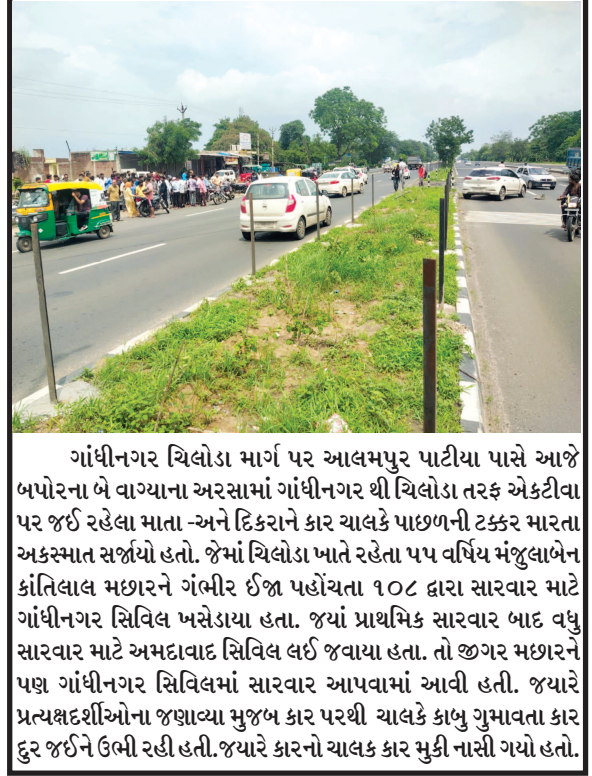 ગાંધીનગર ચિલોડા માર્ગ પર આલમપુર પાટીયા પાસે આજે
બપોરના બે વાગ્યાના અરસામાં ગાંધીનગર થી ચિલોડા તરફ એકટીવા
પર જઈ રહેલા માતા -અને દિકરાને કાર ચાલકે પાછળની ટક્કર મારતા
અકસ્માત સર્જાયો હતો. જેમાં ચિલોડા ખાતે રહેતા ૫૫ વર્ષિય મંજુલાબેન
કાંતિલાલ મછારને ગંભીર ઈજા પહોંચતા ૧૦૮ દ્વારા સારવાર માટે
ગાંધીનગર સિવિલ ખસેડાયા હતા. જયાં પ્રાથમિક સારવાર બાદ વધુ
સારવાર માટે અમદાવાદ સિવિલ લઈ જવાયા હતા. તો જીગર મછારને
પણ ગાંધીનગર સિવિલમાં સારવાર આપવામાં આવી હતી. જયારે
પ્રત્યક્ષદર્શીઓના જણાવ્યા મુજબ કાર પરથી ચાલકે કાબુ ગુમાવતા કાર
દુર જઈને ઉભી રહી હતી.જયારે કારનો ચાલક કાર મુકી નાસી ગયો હતો.